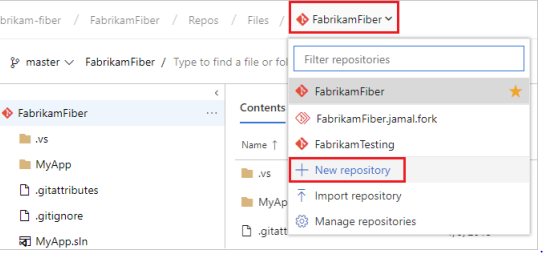 brikam-fiber / FabrikamFiber / Repos / Files / FabrikamFiber
master FabrikamFiber / Type to find a file or fol
Filter repositories
FabrikamFiber
FabrikamFiber.jamal.fork
FabrikamTesting
+ New repository
Import repository
Manage repositories
FabrikamFiber ...
.vs
MyApp
.gitattributes
.gitignore
MyApp.sln
Contents
Name ↑
.vs
MyAp
.gitatt